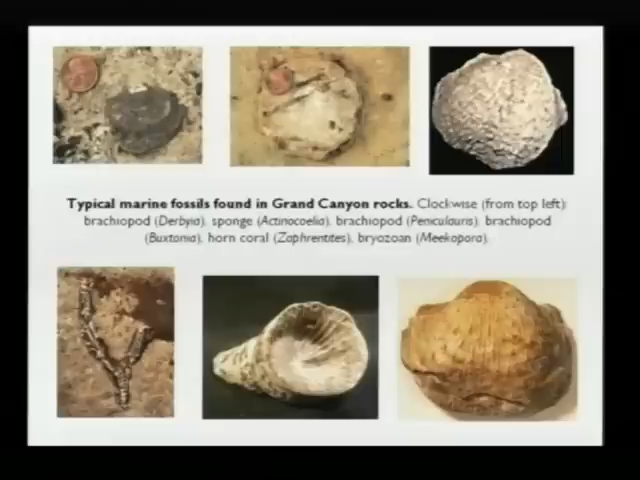 Typical marine fossils found in Grand Canyon rocks. Clockwise (from top left):
brachiopod (Derbyia), sponge (Actinocoelia), brachiopod (Peniculauris), brachiopod
(Buxtonia), horn coral (Zaphrentites), bryozoan (Meekopora).